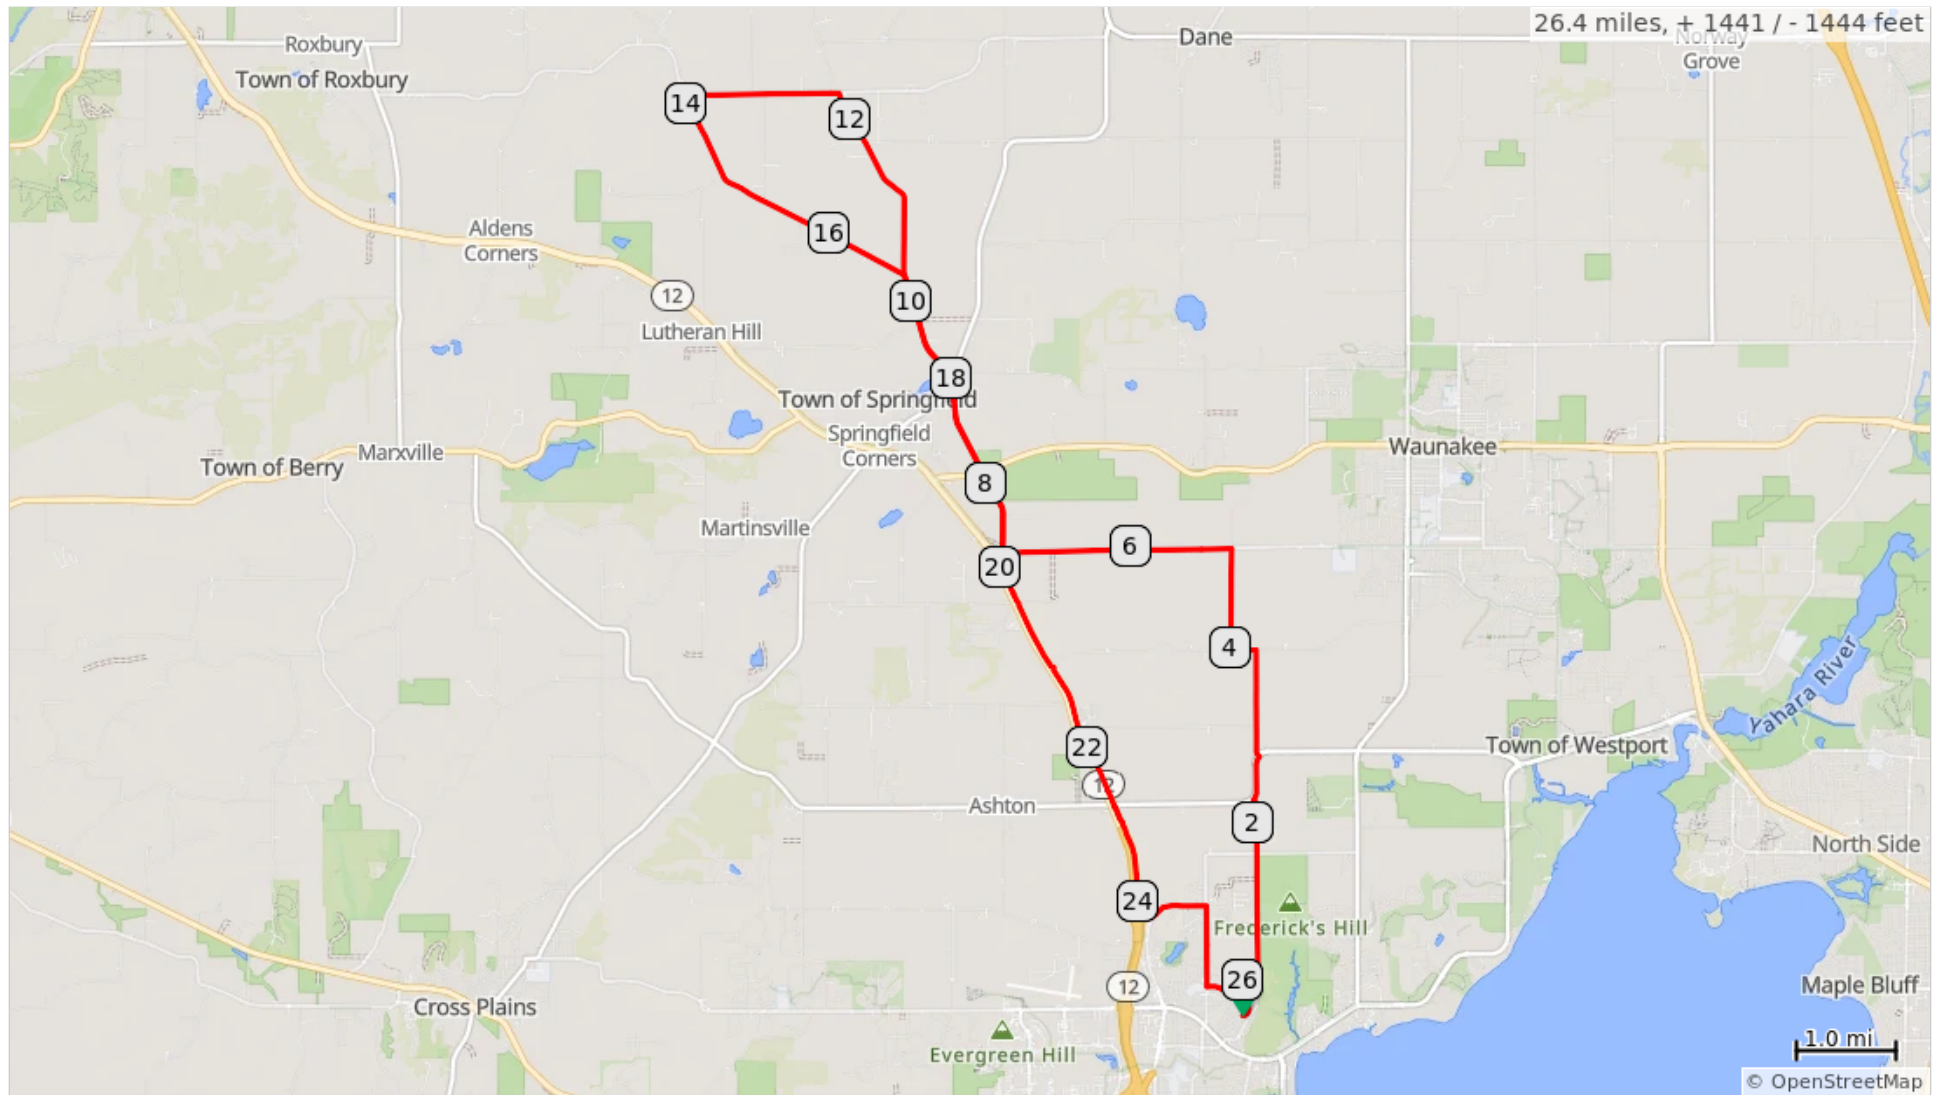 26.4 miles, + 1441 / - 1444 feet
Roxbury
Dane
Norway
Grove
Town of Roxbury
14
12
Aldens
Corners
16
12
10
Lutheran Hill
18
Town of Springfield
Springfield
Corners
Waunakee
Marxville
Town of Berry
8
Martinsville
6
20
4
Yahara River
22
Town of Westport
12
Ashton
2
North Side
24
Frederick's Hill
26
12
Maple Bluff
Cross Plains
Evergreen Hill
1.0 mi
© OpenStreetMap